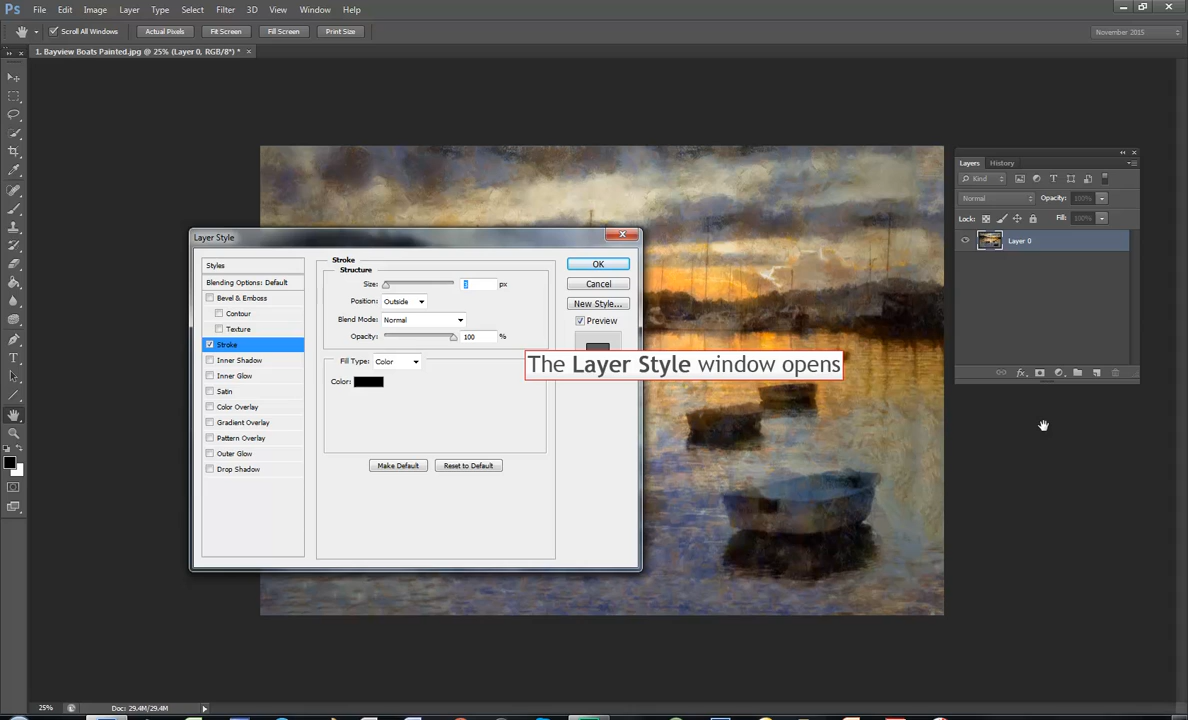 Ps File Edit Image Layer Type Select Filter 3D View Window Help
Scroll All Windows Actual Pixels Fit Screen Fill Screen Print Size November 2015
1. Bayview Boats Painted.jpg @ 25% (Layer 0, RGB/8*) * ×
Layer Style
Styles
Blending Options: Default
Bevel & Emboss
Contour
Texture
Stroke
Inner Shadow
Inner Glow
Satin
Color Overlay
Gradient Overlay
Pattern Overlay
Outer Glow
Drop Shadow
Stroke
Structure
Size: 3 px
Position: Outside
Blend Mode: Normal
Opacity: 100 %
Fill Type: Color
Color:
Make Default Reset to Default
OK
Cancel
New Style...
Preview
The Layer Style window opens
Layers History
Kind
Normal Opacity: 100%
Lock: Fill: 100%
Layer 0
fx
25% Doc: 29.4M/29.4M